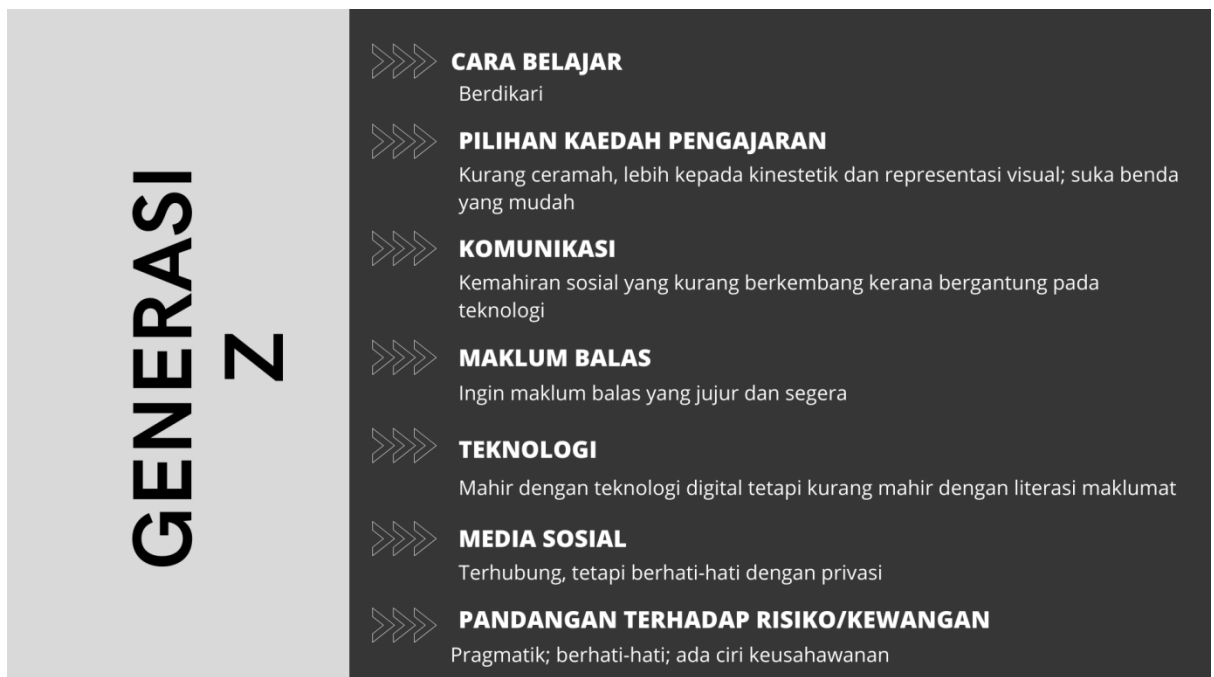 GENERASI
Z
CARA BELAJAR
Berdikari
PILIHAN KAEDAH PENGAJARAN
Kurang ceramah, lebih kepada kinestetik dan representasi visual; suka benda
yang mudah
KOMUNIKASI
Kemahiran sosial yang kurang berkembang kerana bergantung pada
teknologi
MAKLUM BALAS
Ingin maklum balas yang jujur dan segera
TEKNOLOGI
Mahir dengan teknologi digital tetapi kurang mahir dengan literasi maklumat
MEDIA SOSIAL
Terhubung, tetapi berhati-hati dengan privasi
PANDANGAN TERHADAP RISIKO/KEWANGAN
Pragmatik; berhati-hati; ada ciri keusahawanan